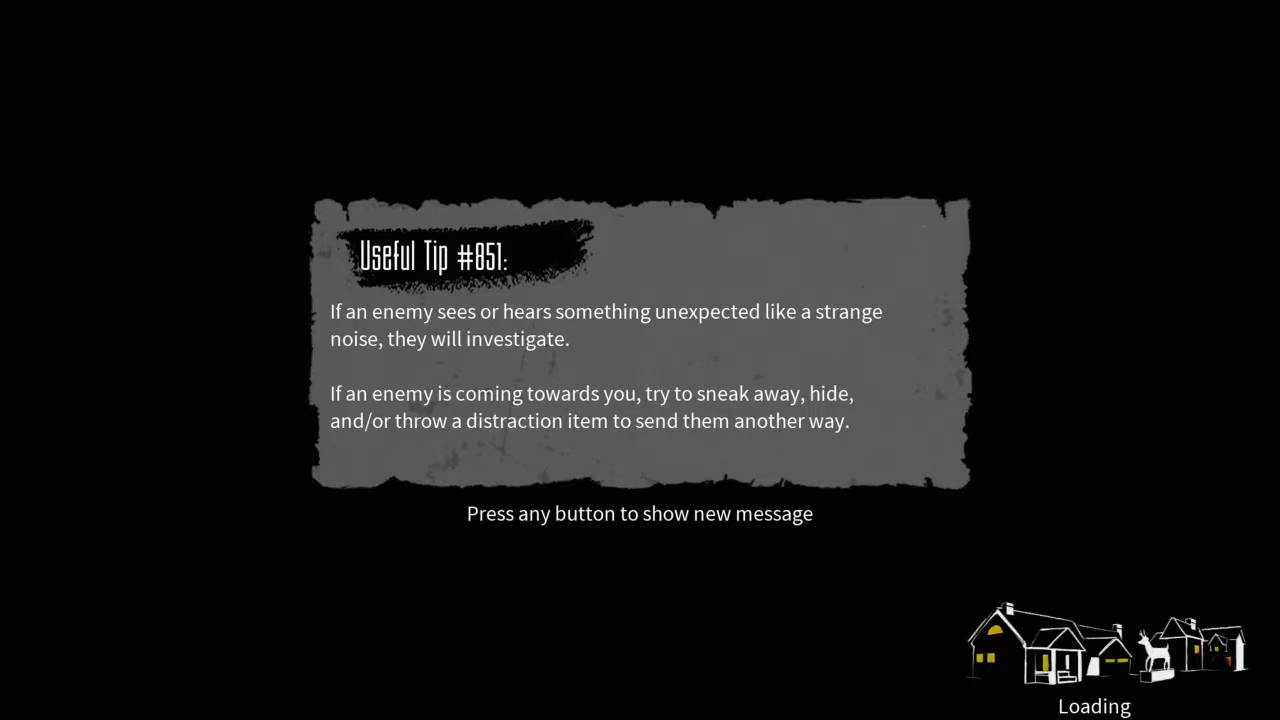 Useful Tip #851:
If an enemy sees or hears something unexpected like a strange
noise, they will investigate.
If an enemy is coming towards you, try to sneak away, hide,
and/or throw a distraction item to send them another way.
Press any button to show new message
Loading